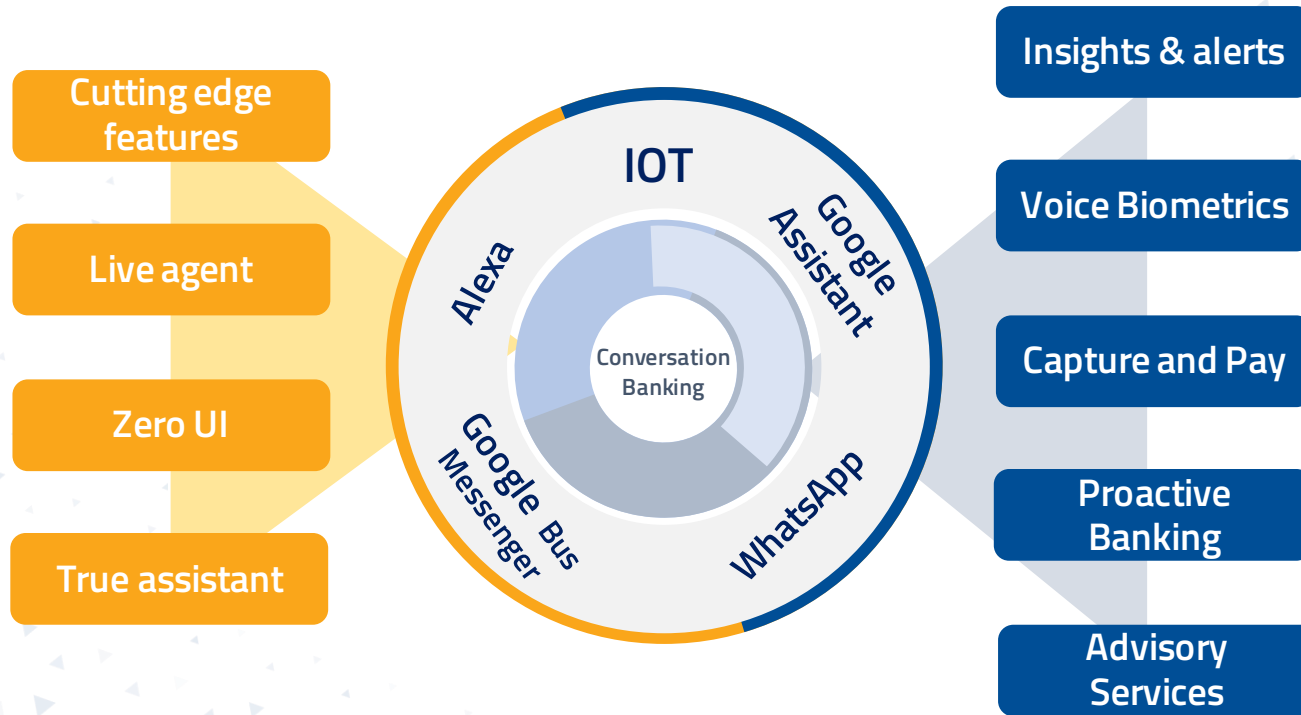 Cutting edge
features
Live agent
Zero UI
True assistant
IOT
Alexa
Google
Assistant
Conversation
Banking
Google Bus
Messenger
WhatsApp
Insights & alerts
Voice Biometrics
Capture and Pay
Proactive
Banking
Advisory
Services